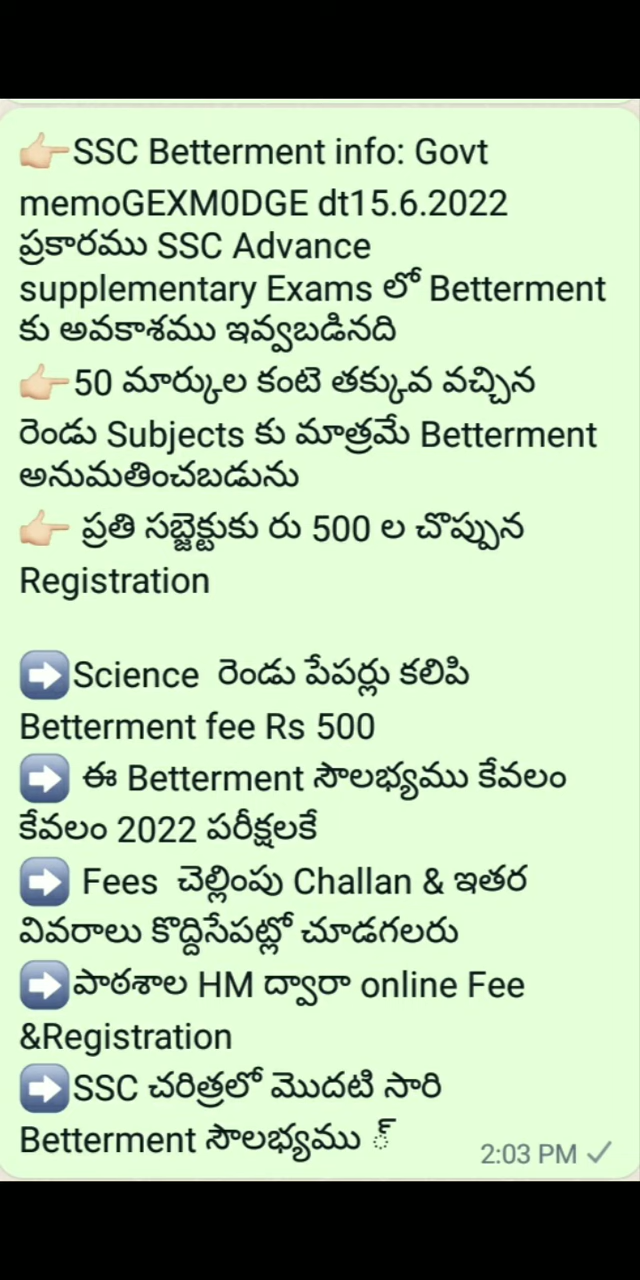 👉🏻SSC Betterment info: Govt
memoGEXM0DGE dt15.6.2022
ప్రకారము SSC Advance
supplementary Exams లో Betterment
కు అవకాశము ఇవ్వబడినది
👉🏻50 మార్కుల కంటె తక్కువ వచ్చిన
రెండు Subjects కు మాత్రమే Betterment
అనుమతించబడును
👉🏻 ప్రతి సబ్జెక్టుకు రు 500 ల చొప్పున
Registration
➡️Science రెండు పేపర్లు కలిపి
Betterment fee Rs 500
➡️ ఈ Betterment సౌలభ్యము కేవలం
కేవలం 2022 పరీక్షలకే
➡️ Fees చెల్లింపు Challan & ఇతర
వివరాలు కొద్దిసేపట్లో చూడగలరు
➡️పాఠశాల HM ద్వారా online Fee
&Registration
➡️SSC చరిత్రలో మొదటి సారి
Betterment సౌలభ్యము ్
2:03 PM ✓